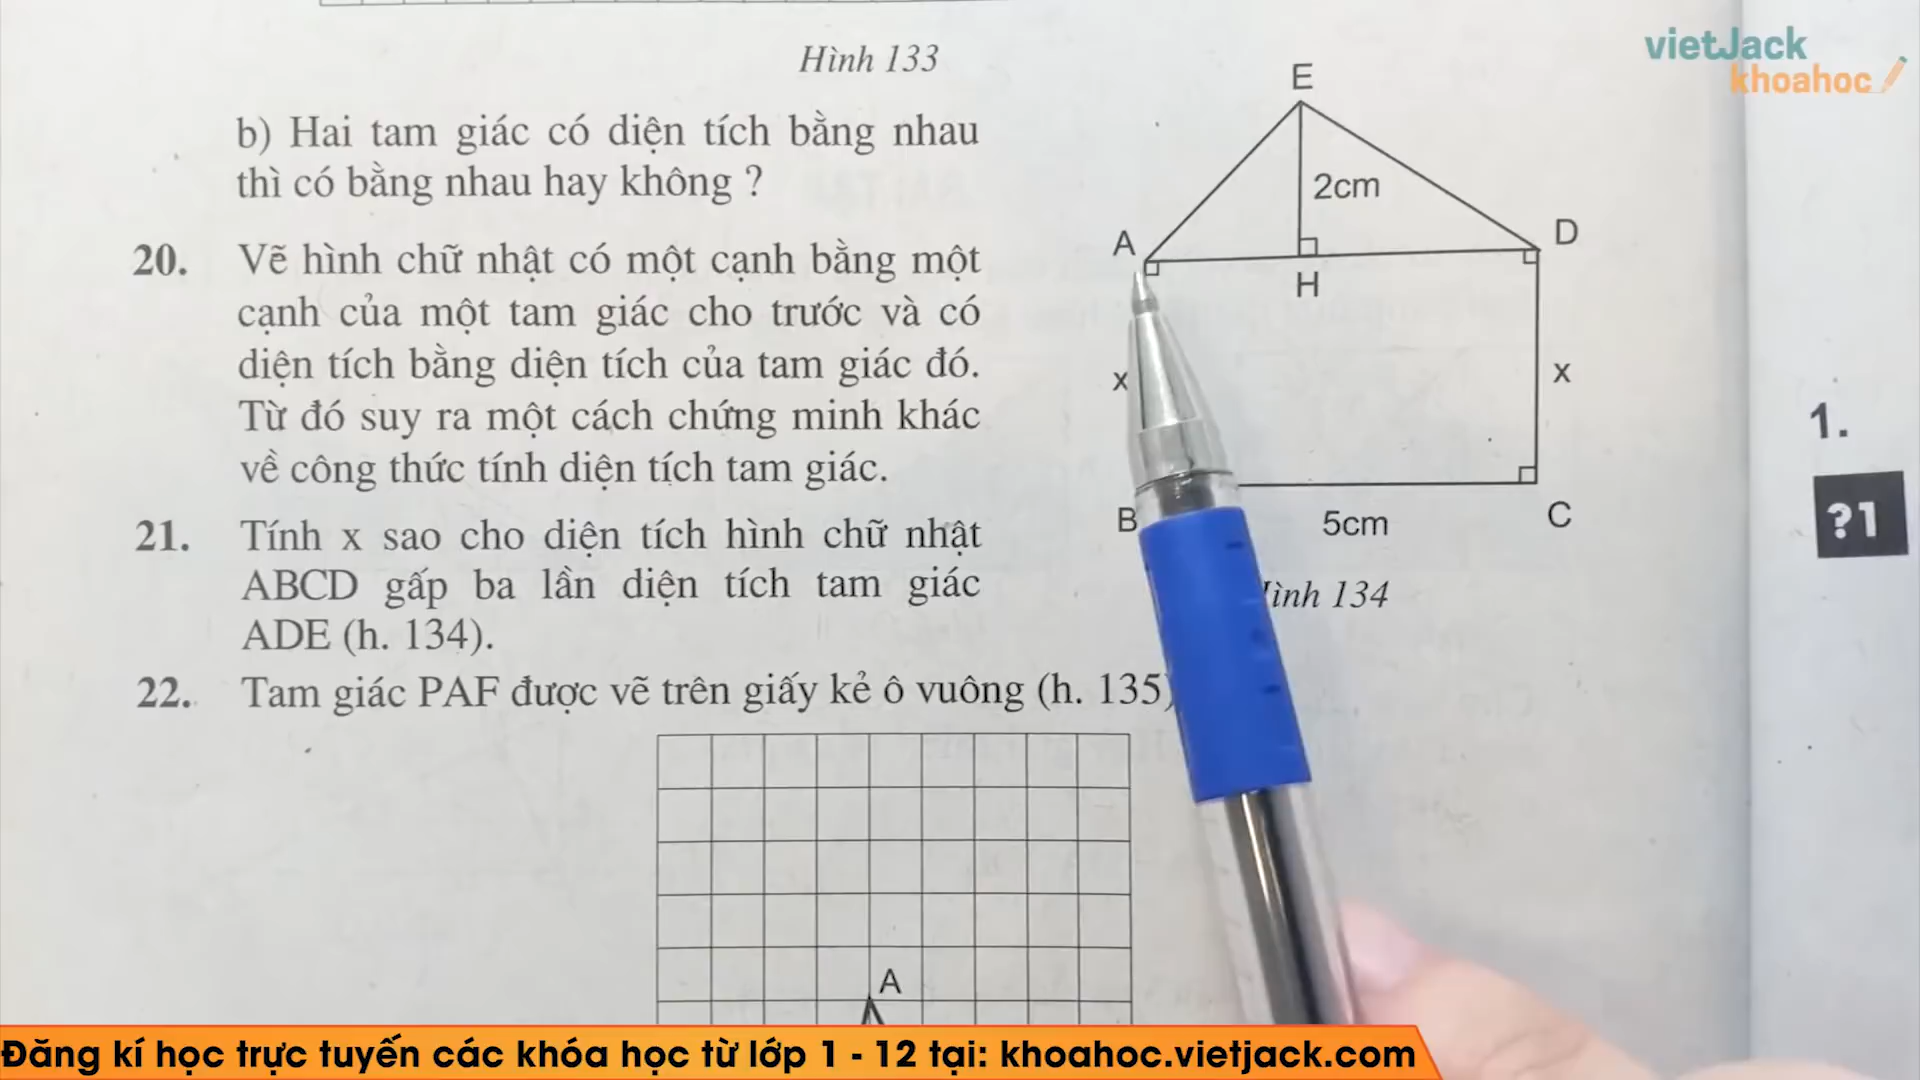 vietJack
khoahoc
Hình 133
b) Hai tam giác có diện tích bằng nhau
thì có bằng nhau hay không ?
20. Vẽ hình chữ nhật có một cạnh bằng một
cạnh của một tam giác cho trước và có
diện tích bằng diện tích của tam giác đó.
Từ đó suy ra một cách chứng minh khác
về công thức tính diện tích tam giác.
21. Tính x sao cho diện tích hình chữ nhật
ABCD gấp ba lần diện tích tam giác
ADE (h. 134).
E
2cm
A
D
H
x
x
B
5cm
C
ình 134
22. Tam giác PAF được vẽ trên giấy kẻ ô vuông (h. 135)
A
1.
?1
Đăng kí học trực tuyến các khóa học từ lớp 1 - 12 tại: khoahoc.vietjack.com